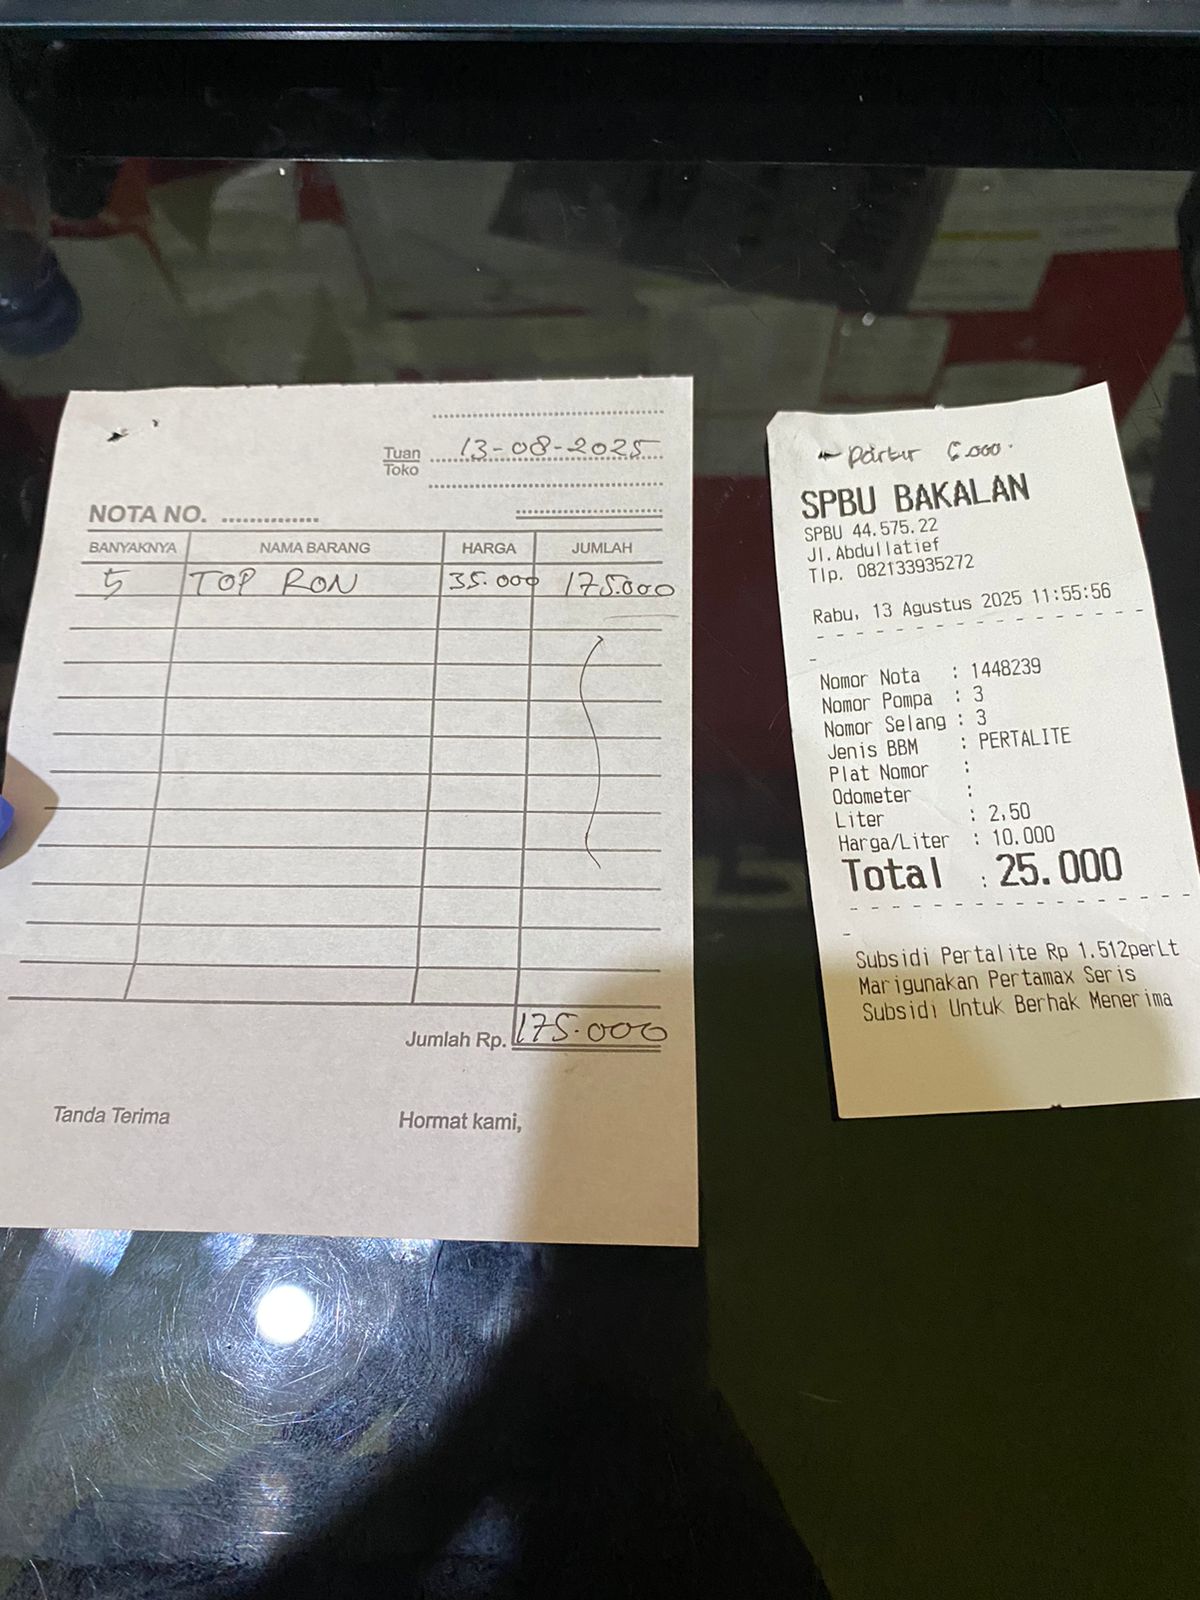 Tuan
Toko
13-08-2025
NOTA NO. ..............
BANYAKNYA NAMA BARANG HARGA JUMLAH
5 TOP RON 35.000 175.000
Jumlah Rp. 175.000
Tanda Terima Hormat kami,
parkir 6.000
SPBU BAKALAN
SPBU 44.575.22
Jl.Abdullatief
Tlp. 082133935272
Rabu, 13 Agustus 2025 11:55:56
Nomor Nota : 1448239
Nomor Pompa : 3
Nomor Selang : 3
Jenis BBM : PERTALITE
Plat Nomor :
Odometer :
Liter : 2,50
Harga/Liter : 10.000
Total : 25.000
Subsidi Pertalite Rp 1.512perLt
Marigunakan Pertamax Seris
Subsidi Untuk Berhak Menerima